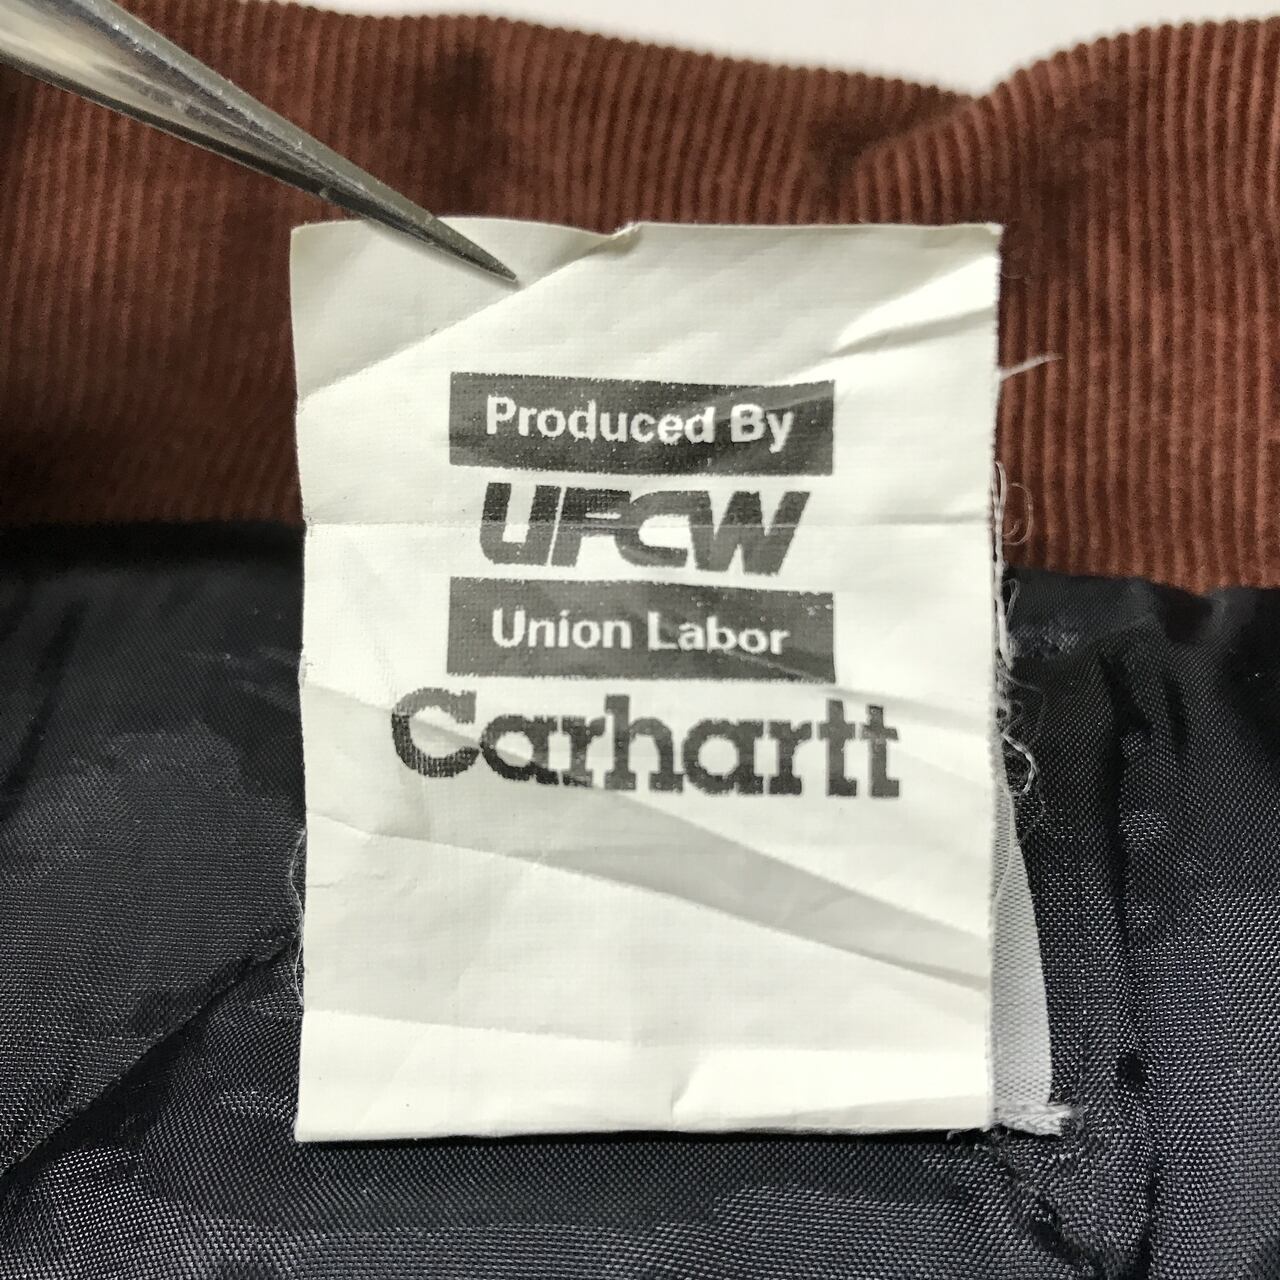 Produced By
UFCW
Union Labor
Carhartt